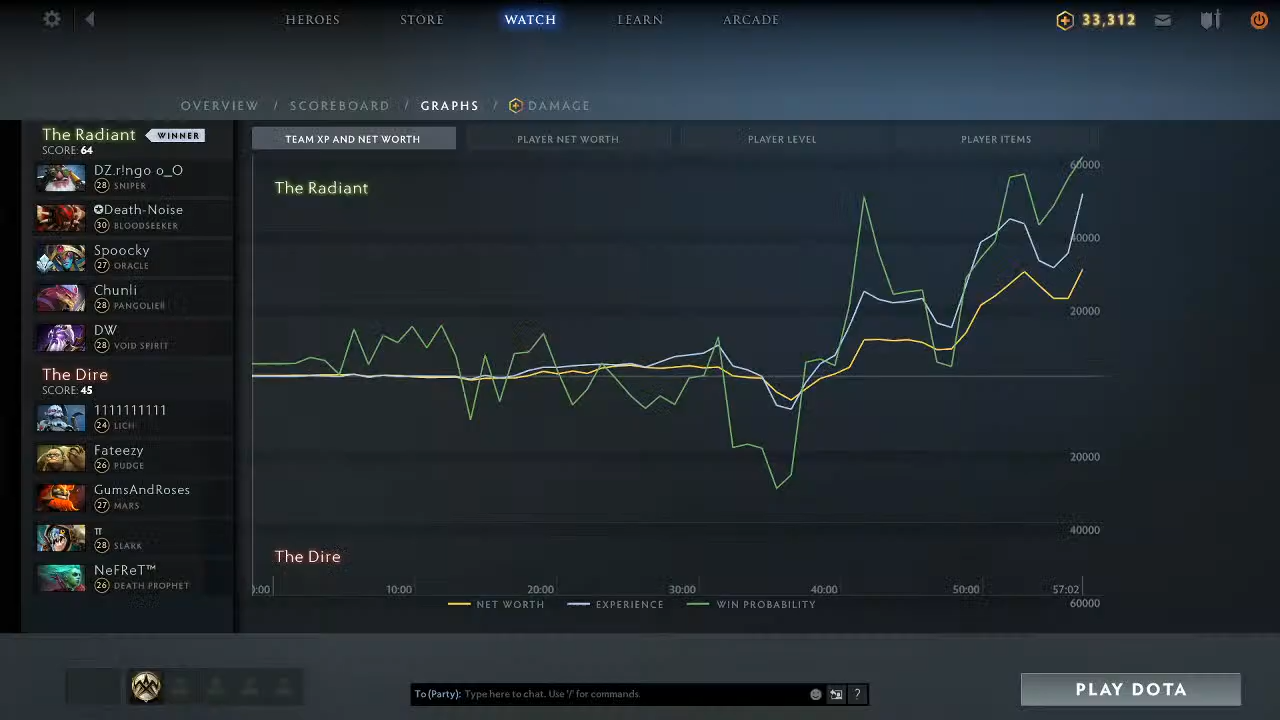 HEROES STORE WATCH LEARN ARCADE 33,312
OVERVIEW / SCOREBOARD / GRAPHS / DAMAGE
The Radiant WINNER
SCORE: 64
DZ.r!ngo o_O
28 SNIPER
✪Death-Noise
30 BLOODSEEKER
Spoocky
27 ORACLE
Chunli
28 PANGOLIER
DW
28 VOID SPIRIT
The Dire
SCORE: 45
1111111111
24 LICH
Fateezy
26 PUDGE
GumsAndRoses
27 MARS
π
28 SLARK
NeFReT™
26 DEATH PROPHET
TEAM XP AND NET WORTH PLAYER NET WORTH PLAYER LEVEL PLAYER ITEMS
The Radiant
60000
40000
20000
20000
40000
The Dire
0:00 10:00 20:00 30:00 40:00 50:00 57:02
60000
NET WORTH EXPERIENCE WIN PROBABILITY
To (Party): Type here to chat. Use '/' for commands. ?
PLAY DOTA